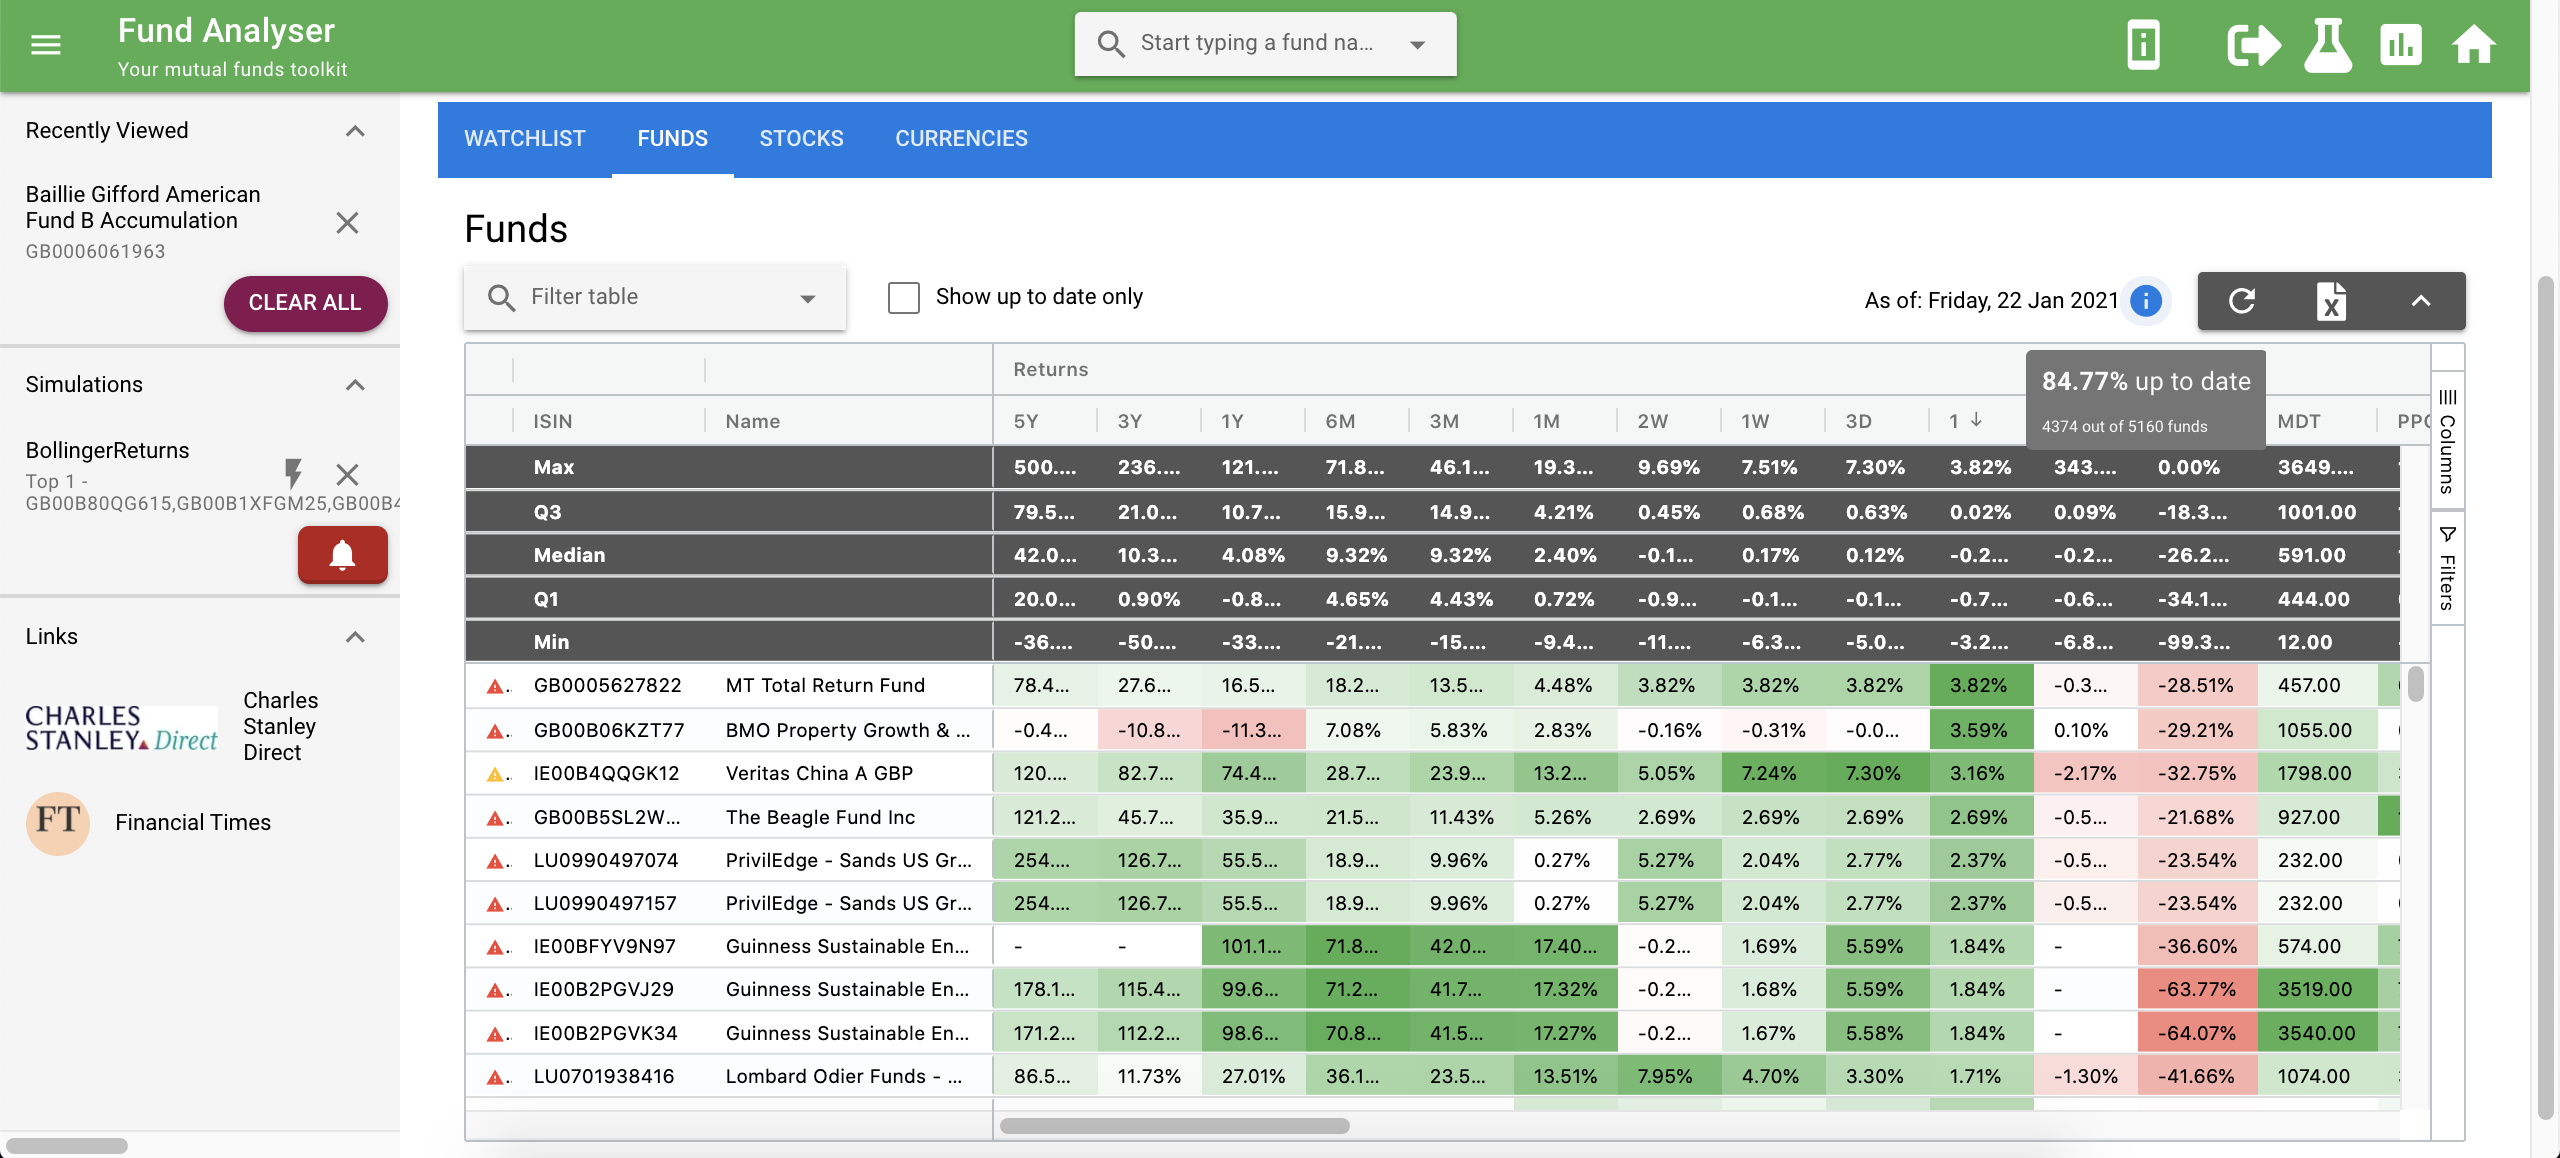 Fund Analyser
Your mutual funds toolkit
Start typing a fund na...
Recently Viewed
Baillie Gifford American
Fund B Accumulation
GB0006061963
CLEAR ALL
Simulations
BollingerReturns
Top 1 -
GB00B80QG615,GB00B1XFGM25,GB00B4
Links
CHARLES
STANLEY Direct
Charles
Stanley
Direct
FT
Financial Times
WATCHLIST FUNDS STOCKS CURRENCIES
Funds
Filter table
Show up to date only
As of: Friday, 22 Jan 2021
84.77% up to date
4374 out of 5160 funds
Returns
ISIN Name 5Y 3Y 1Y 6M 3M 1M 2W 1W 3D 1 MDT
Max 500.... 236.... 121.... 71.8... 46.1... 19.3... 9.69% 7.51% 7.30% 3.82% 343.... 0.00% 3649....
Q3 79.5... 21.0... 10.7... 15.9... 14.9... 4.21% 0.45% 0.68% 0.63% 0.02% 0.09% -18.3... 1001.00
Median 42.0... 10.3... 4.08% 9.32% 9.32% 2.40% -0.1... 0.17% 0.12% -0.2... -0.2... -26.2... 591.00
Q1 20.0... 0.90% -0.8... 4.65% 4.43% 0.72% -0.9... -0.1... -0.1... -0.7... -0.6... -34.1... 444.00
Min -36.... -50.... -33.... -21.... -15.... -9.4... -11.... -6.3... -5.0... -3.2... -6.8... -99.3... 12.00
GB0005627822 MT Total Return Fund 78.4... 27.6... 16.5... 18.2... 13.5... 4.48% 3.82% 3.82% 3.82% 3.82% -0.3... -28.51% 457.00
GB00B06KZT77 BMO Property Growth & ... -0.4... -10.8... -11.3... 7.08% 5.83% 2.83% -0.16% -0.31% -0.0... 3.59% 0.10% -29.21% 1055.00
IE00B4QQGK12 Veritas China A GBP 120.... 82.7... 74.4... 28.7... 23.9... 13.2... 5.05% 7.24% 7.30% 3.16% -2.17% -32.75% 1798.00
GB00B5SL2W... The Beagle Fund Inc 121.2... 45.7... 35.9... 21.5... 11.43% 5.26% 2.69% 2.69% 2.69% 2.69% -0.5... -21.68% 927.00
LU0990497074 PrivilEdge - Sands US Gr... 254.... 126.7... 55.5... 18.9... 9.96% 0.27% 5.27% 2.04% 2.77% 2.37% -0.5... -23.54% 232.00
LU0990497157 PrivilEdge - Sands US Gr... 254.... 126.7... 55.5... 18.9... 9.96% 0.27% 5.27% 2.04% 2.77% 2.37% -0.5... -23.54% 232.00
IE00BFYV9N97 Guinness Sustainable En... - - 101.1... 71.8... 42.0... 17.40... -0.2... 1.69% 5.59% 1.84% - -36.60% 574.00
IE00B2PGVJ29 Guinness Sustainable En... 178.1... 115.4... 99.6... 71.2... 41.7... 17.32% -0.2... 1.68% 5.59% 1.84% - -63.77% 3519.00
IE00B2PGVK34 Guinness Sustainable En... 171.2... 112.2... 98.6... 70.8... 41.5... 17.27% -0.2... 1.67% 5.58% 1.84% - -64.07% 3540.00
LU0701938416 Lombard Odier Funds - ... 86.5... 11.73% 27.01% 36.1... 23.5... 13.51% 7.95% 4.70% 3.30% 1.71% -1.30% -41.66% 1074.00
Columns
Filters